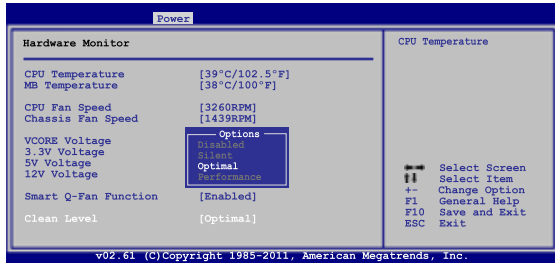 Power
Hardware Monitor
CPU Temperature [39°C/102.5°F]
MB Temperature [38°C/100°F]
CPU Fan Speed [3260RPM]
Chassis Fan Speed [1439RPM]
VCORE Voltage
3.3V Voltage
5V Voltage
12V Voltage
Options
Disabled
Silent
Optimal
Performance
Smart Q-Fan Function [Enabled]
Clean Level [Optimal]
CPU Temperature
Select Screen
Select Item
+- Change Option
F1 General Help
F10 Save and Exit
ESC Exit
v02.61 (C)Copyright 1985-2011, American Megatrends, Inc.